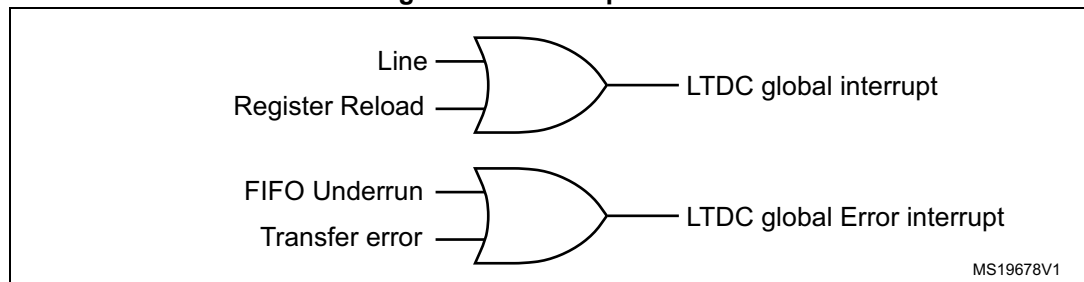 Line
Register Reload
LTDC global interrupt
FIFO Underrun
Transfer error
LTDC global Error interrupt
MS19678V1